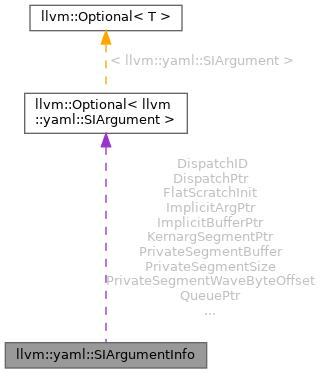 llvm::Optional< T >
< llvm::yaml::SIArgument >
llvm::Optional< llvm
::yaml::SIArgument >
DispatchID
DispatchPtr
FlatScratchInit
ImplicitArgPtr
ImplicitBufferPtr
KernargSegmentPtr
PrivateSegmentBuffer
PrivateSegmentSize
PrivateSegmentWaveByteOffset
QueuePtr
...
llvm::yaml::SIArgumentInfo